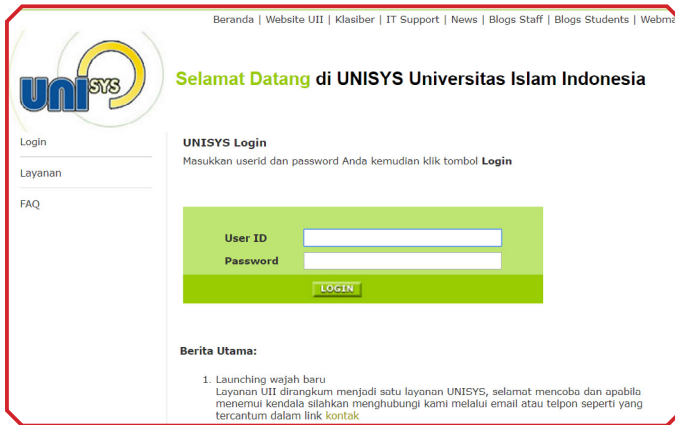 Beranda | Website UII | Klasiber | IT Support | News | Blogs Staff | Blogs Students |
unisys
Selamat Datang di UNISYS Universitas Islam Indonesia
Login
Layanan
FAQ
UNISYS Login
Masukkan userid dan password Anda kemudian klik tombol Login
User ID
Password
LOGIN
Berita Utama:
1. Launching wajah baru
Layanan UII dirangkum menjadi satu layanan UNISYS, selamat mencoba dan apabila
menemui kendala silahkan menghubungi kami melalui email atau telpon seperti yang
tercantum dalam link kontak